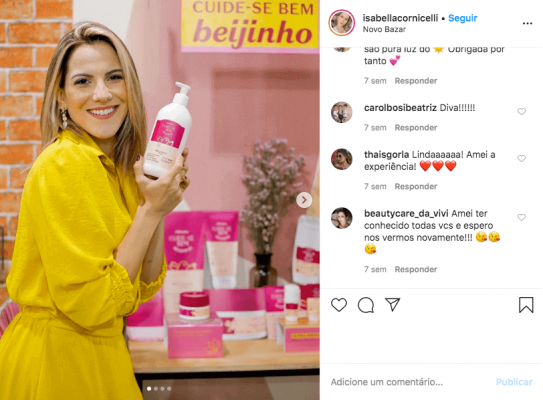 CUIDE-SE BEM
beijinho
isabellacornicelli • Seguir
Novo Bazar
são pura luz do ☀️ Obrigada por
tanto 💕
7 sem Responder
carolbosibeatriz Diva!!!!!!
7 sem Responder
thaisgorla Lindaaaaaa! Amei a
experiência! ❤️❤️❤️
7 sem Responder
beautycare_da_vivi Amei ter
conhecido todas vcs e espero
nos vermos novamente!!! 😘😘
😘
7 sem Responder
Adicione um comentário... Publicar